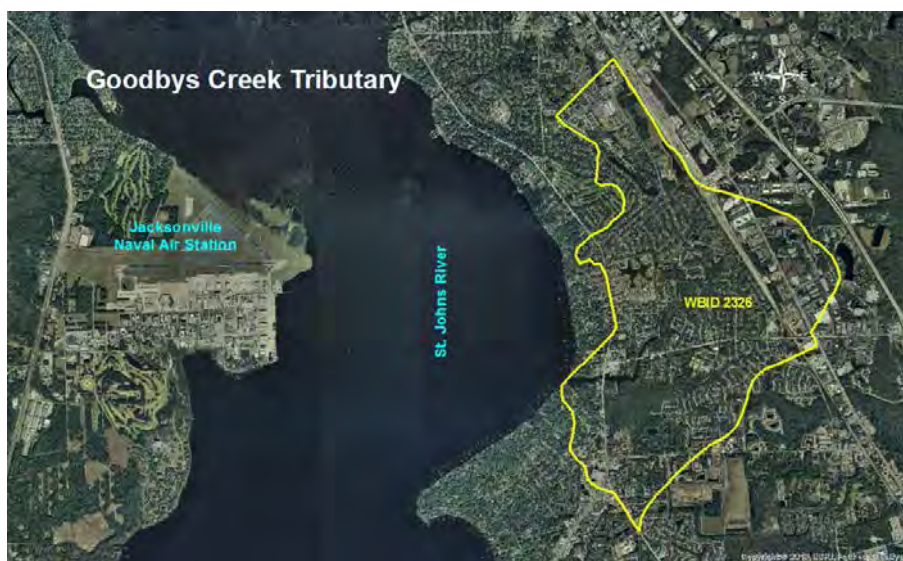 Goodbys Creek Tributary
Jacksonville
Naval Air Station
St. Johns River
WBID 2326
W E
S